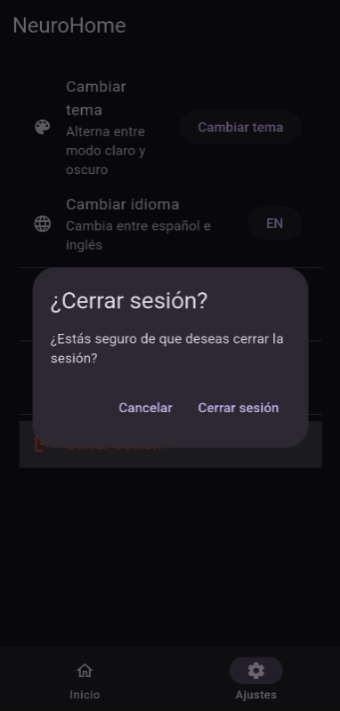 NeuroHome
Cambiar
tema
Alterna entre
modo claro y
oscuro
Cambiar tema
Cambiar idioma
Cambia entre español e
inglés
EN
¿Cerrar sesión?
¿Estás seguro de que deseas cerrar la
sesión?
Cancelar
Cerrar sesión
Inicio
Ajustes